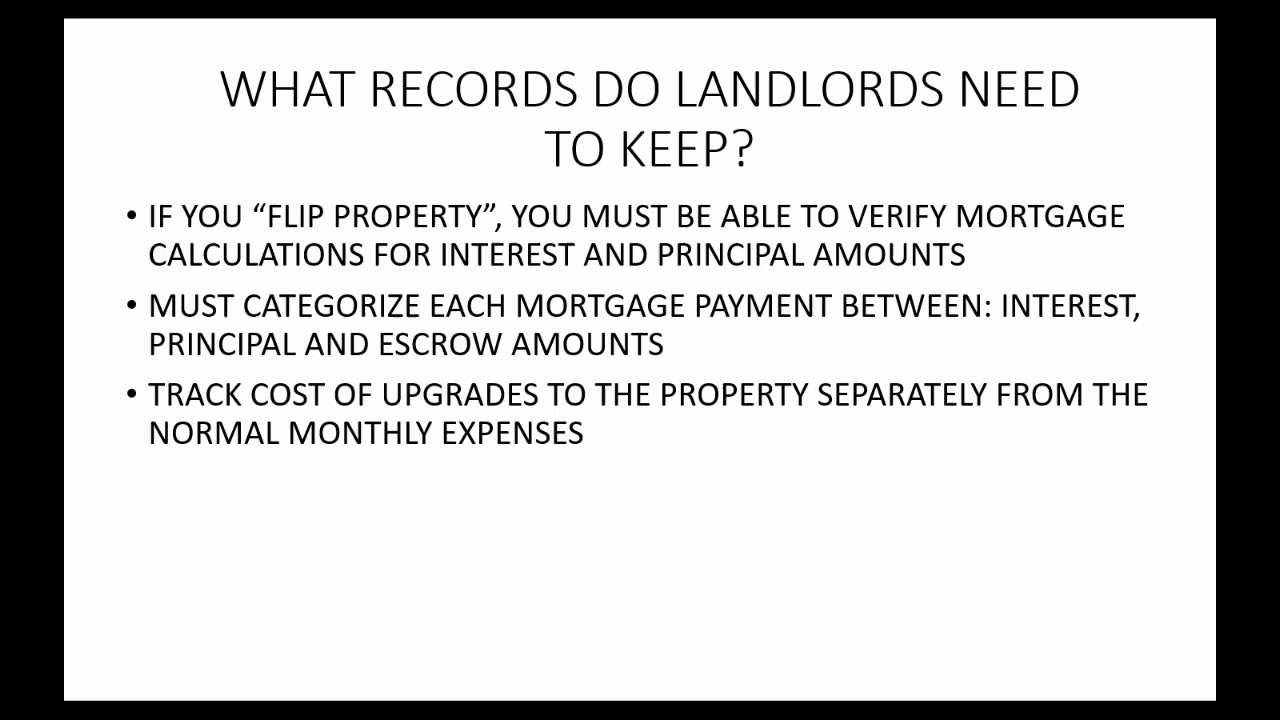 WHAT RECORDS DO LANDLORDS NEED
TO KEEP?
• IF YOU “FLIP PROPERTY”, YOU MUST BE ABLE TO VERIFY MORTGAGE
CALCULATIONS FOR INTEREST AND PRINCIPAL AMOUNTS
• MUST CATEGORIZE EACH MORTGAGE PAYMENT BETWEEN: INTEREST,
PRINCIPAL AND ESCROW AMOUNTS
• TRACK COST OF UPGRADES TO THE PROPERTY SEPARATELY FROM THE
NORMAL MONTHLY EXPENSES